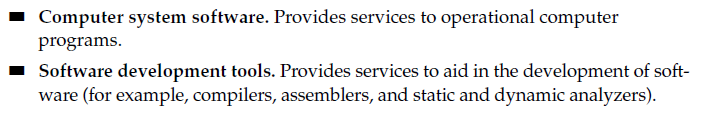 ■ Computer system software. Provides services to operational computer
programs.
■ Software development tools. Provides services to aid in the development of soft-
ware (for example, compilers, assemblers, and static and dynamic analyzers).